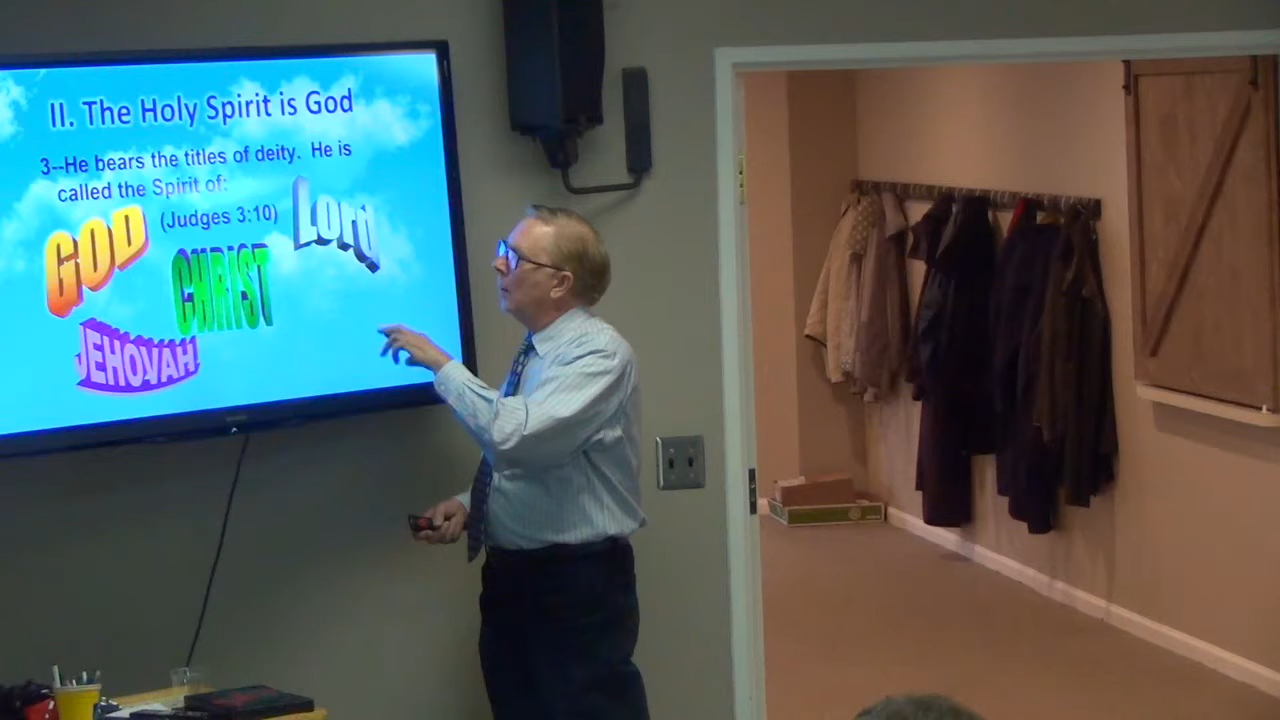 II. The Holy Spirit is God
3--He bears the titles of deity. He is
called the Spirit of:
(Judges 3:10)
GOD
CHRIST
Lord
JEHOVAH